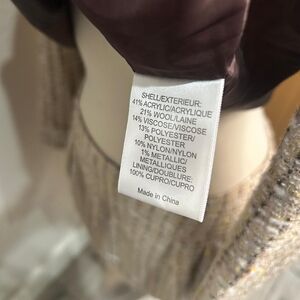 SHELL/EXTERIEUR:
41% ACRYLIC/ACRYLIQUE
21% WOOL/LAINE
14% VISCOSE/VISCOSE
13% POLYESTER/
POLYESTER
10% NYLON/NYLON
1% METALLIC/
METALLIQUES
LINING/DOUBLURE:
100% CUPRO/CUPRO
Made in China